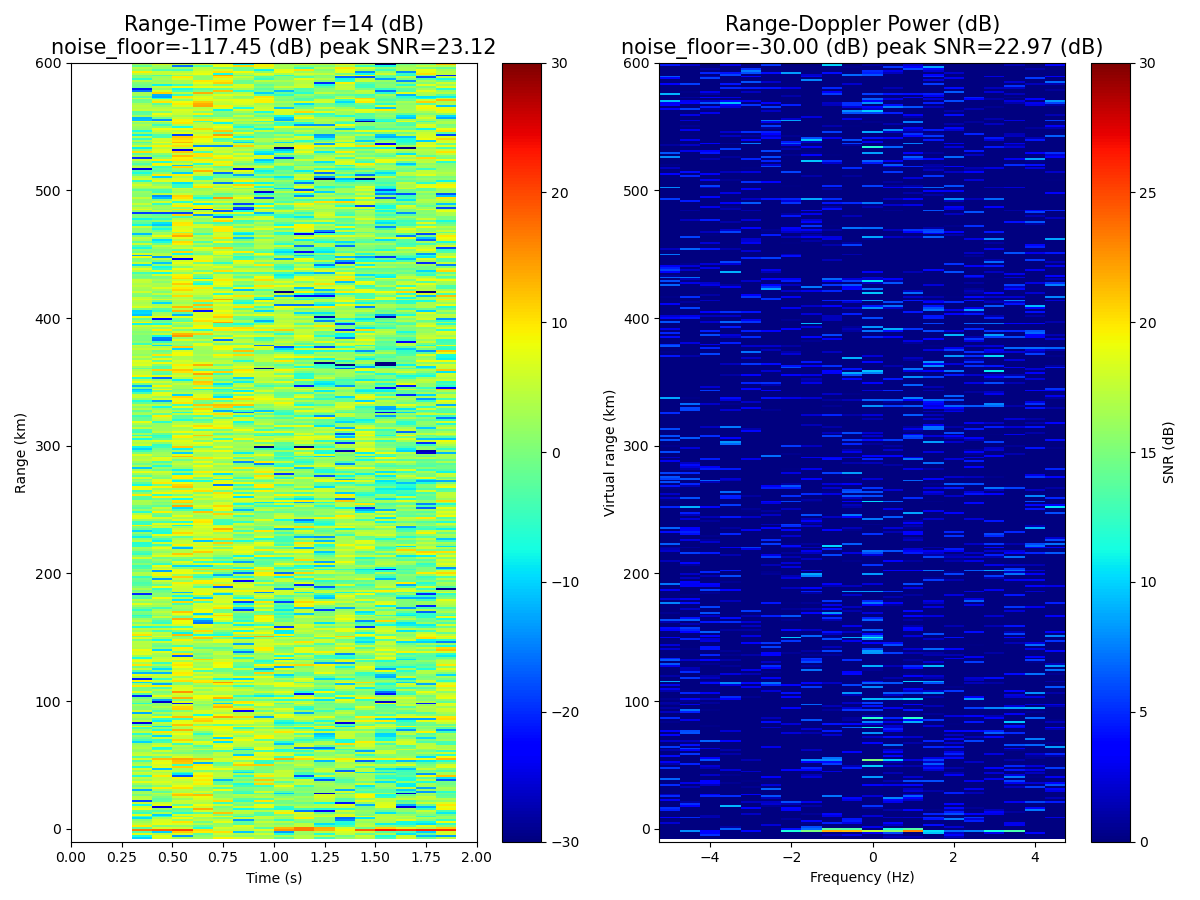 Range-Time Power f=14 (dB)
noise_floor=-117.45 (dB) peak SNR=23.12
Range-Doppler Power (dB)
noise_floor=-30.00 (dB) peak SNR=22.97 (dB)
600
500
400
300
200
100
0
Range (km)
0.00 0.25 0.50 0.75 1.00 1.25 1.50 1.75 2.00
Time (s)
30
20
10
0
−10
−20
−30
600
500
400
300
200
100
0
Virtual range (km)
−4 −2 0 2 4
Frequency (Hz)
30
25
20
15
10
5
0
SNR (dB)